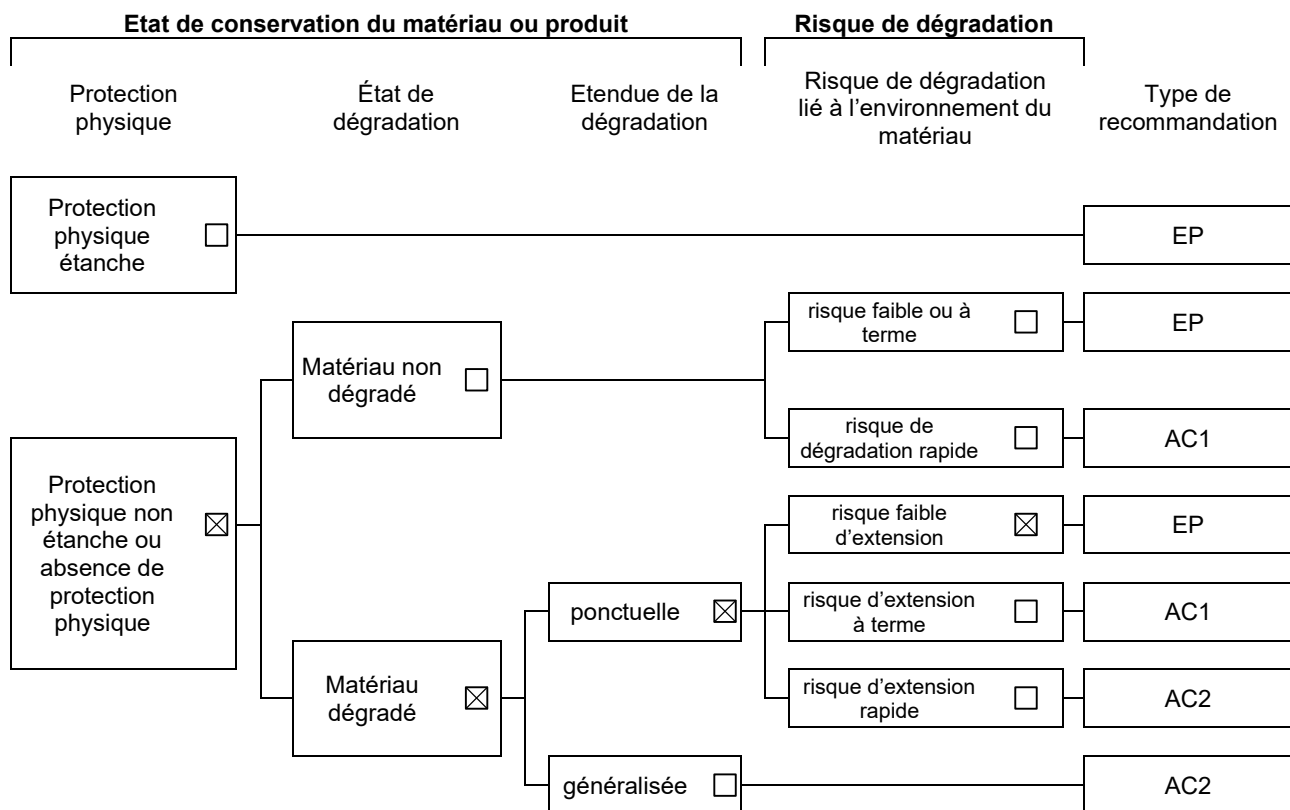 Etat de conservation du matériau ou produit
Risque de dégradation
Protection
physique
État de
dégradation
Etendue de la
dégradation
Risque de dégradation
lié à l'environnement du
matériau
Type de
recommandation
Protection
physique
étanche
EP
risque faible ou à
terme
EP
Matériau non
dégradé
risque de
dégradation rapide
AC1
Protection
physique non
étanche ou
absence de
protection
physique
risque faible
d'extension
EP
ponctuelle
risque d'extension
à terme
AC1
Matériau
dégradé
risque d'extension
rapide
AC2
généralisée
AC2